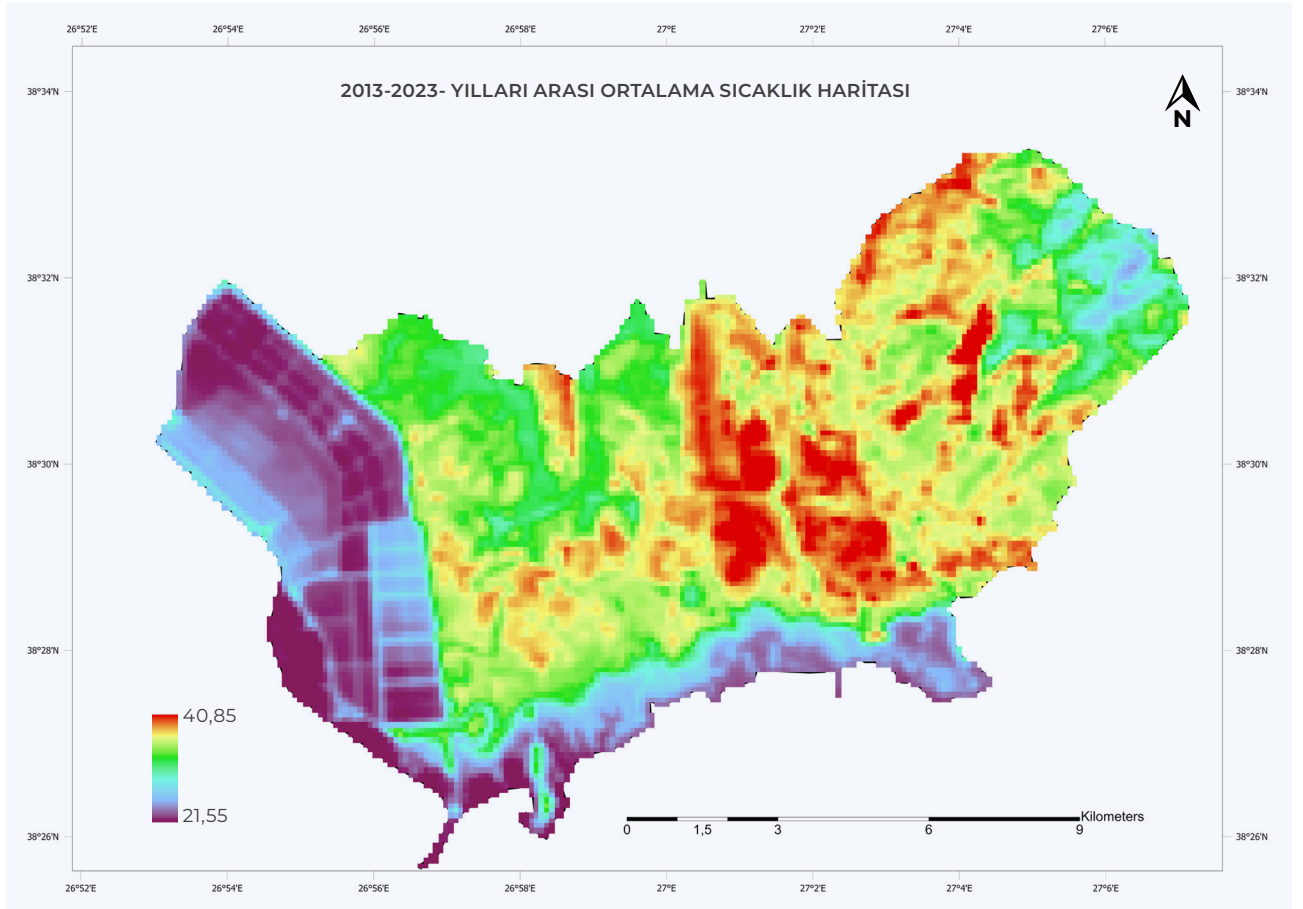 26°52'E 26°54'E 26°56'E 26°58'E 27°E 27°2'E 27°4'E 27°6'E
38°34'N 2013-2023- YILLARI ARASI ORTALAMA SICAKLIK HARİTASI 38°34'N
N
38°32'N 38°32'N
38°30'N 38°30'N
38°28'N 38°28'N
40,85
21,55
Kilometers
0 1,5 3 6 9
38°26'N 38°26'N
26°52'E 26°54'E 26°56'E 26°58'E 27°E 27°2'E 27°4'E 27°6'E